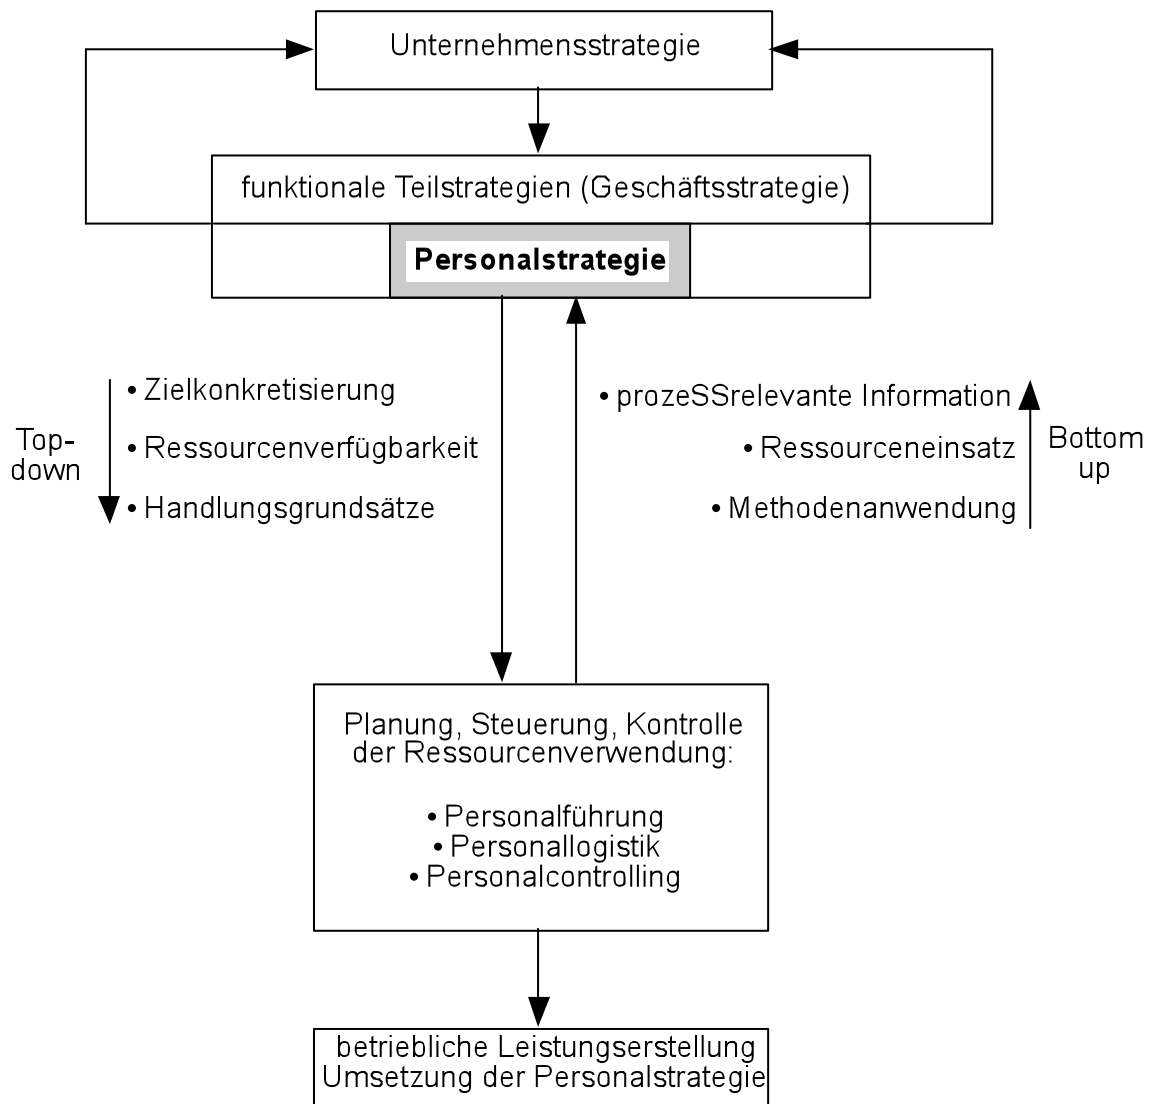 Unternehmensstrategie
funktionale Teilstrategien (Geschäftsstrategie)
Personalstrategie
Top-
down
• Zielkonkretisierung
• Ressourcenverfügbarkeit
• Handlungsgrundsätze
• prozeSSrelevante Information
• Ressourceneinsatz
• Methodenanwendung
Bottom
up
Planung, Steuerung, Kontrolle
der Ressourcenverwendung:
• Personalführung
• Personallogistik
• Personalcontrolling
betriebliche Leistungserstellung
Umsetzung der Personalstrategie